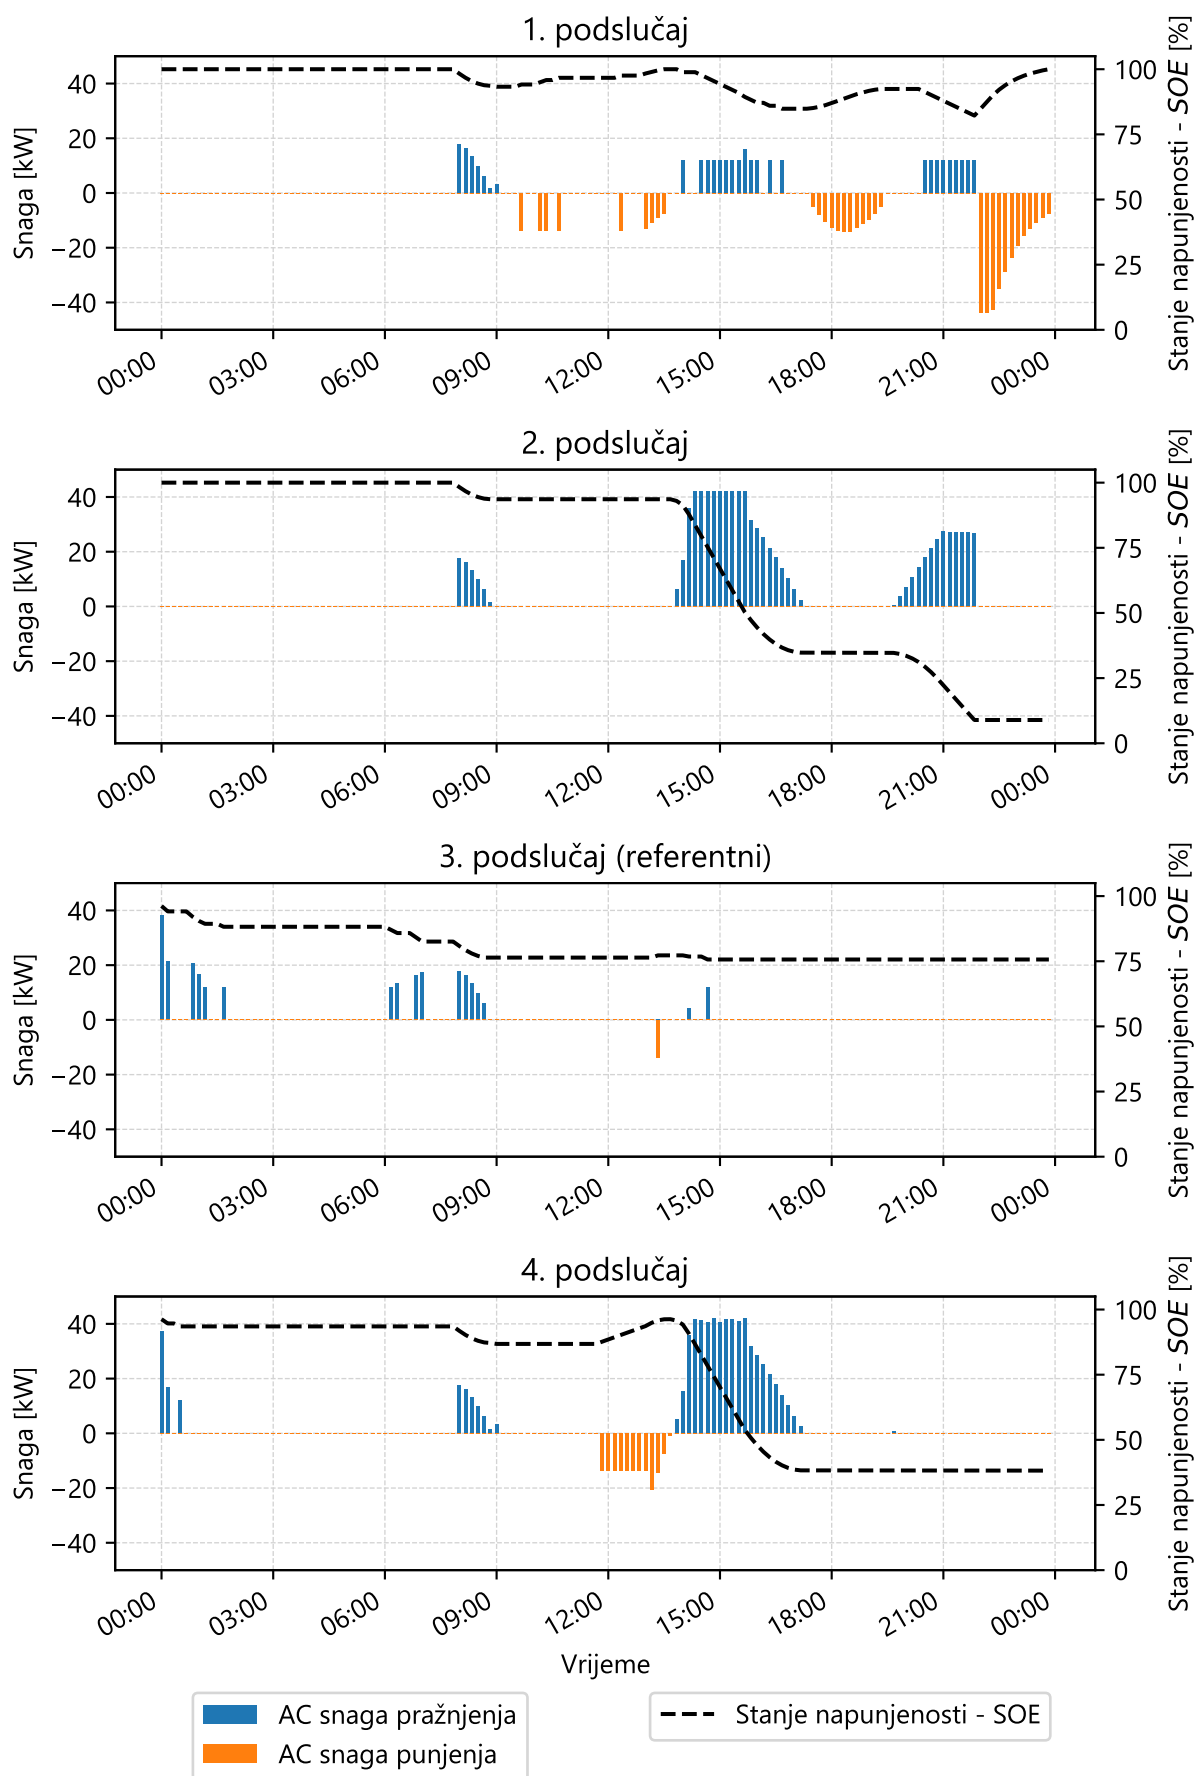 1. podslučaj
Snaga [kW]
40
20
0
−20
−40
100
75
50
25
0
Stanje napunjenosti - SOE [%]
00:00 03:00 06:00 09:00 12:00 15:00 18:00 21:00 00:00
2. podslučaj
Snaga [kW]
40
20
0
−20
−40
100
75
50
25
0
Stanje napunjenosti - SOE [%]
00:00 03:00 06:00 09:00 12:00 15:00 18:00 21:00 00:00
3. podslučaj (referentni)
Snaga [kW]
40
20
0
−20
−40
100
75
50
25
0
Stanje napunjenosti - SOE [%]
00:00 03:00 06:00 09:00 12:00 15:00 18:00 21:00 00:00
4. podslučaj
Snaga [kW]
40
20
0
−20
−40
100
75
50
25
0
Stanje napunjenosti - SOE [%]
00:00 03:00 06:00 09:00 12:00 15:00 18:00 21:00 00:00
Vrijeme
AC snaga pražnjenja
AC snaga punjenja
Stanje napunjenosti - SOE